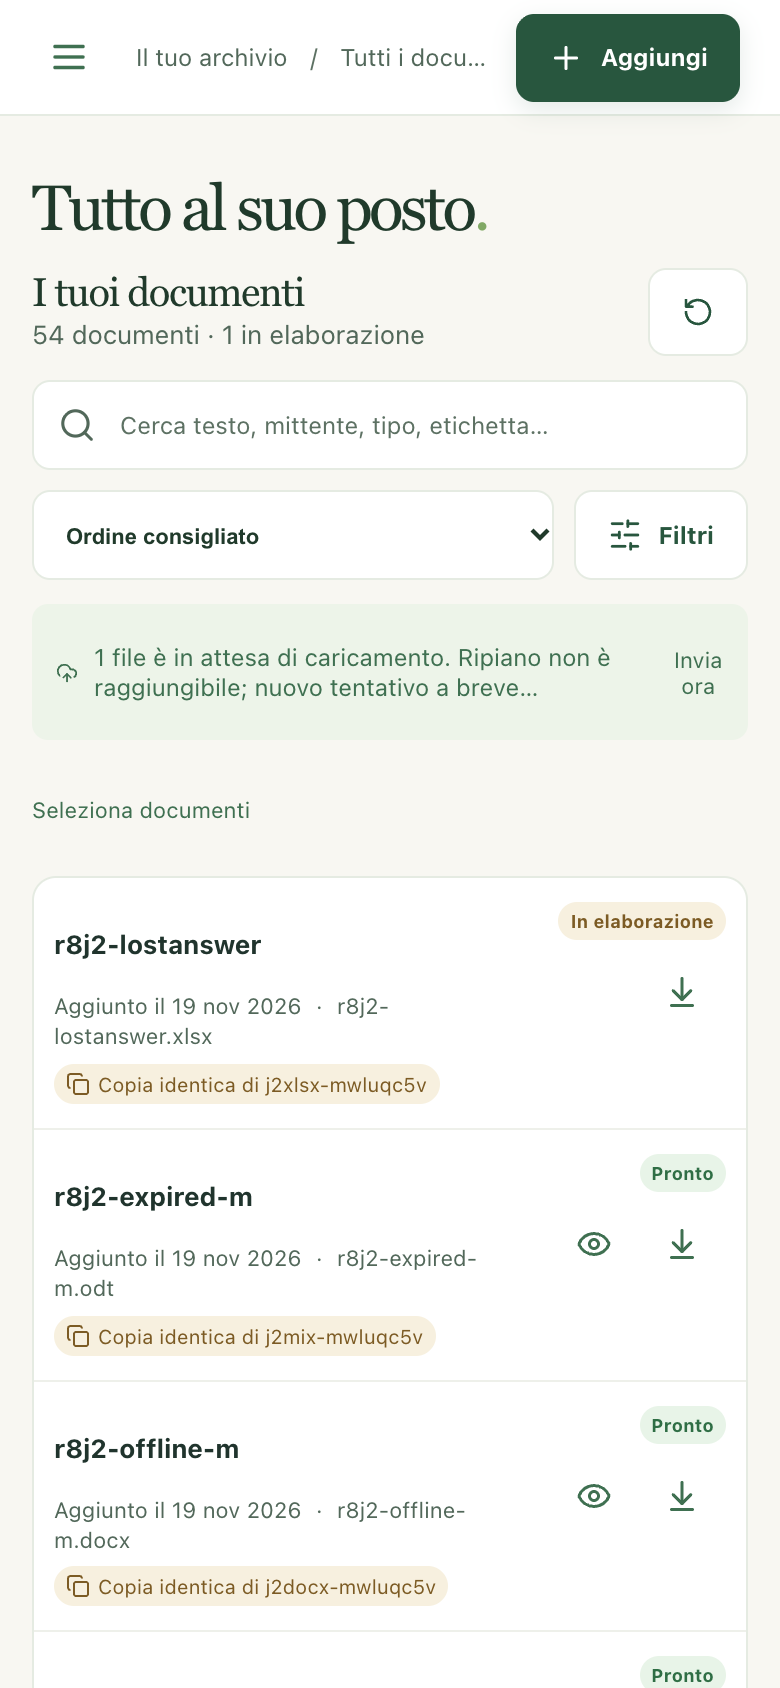 Il tuo archivio / Tutti i docu...
Aggiungi
Tutto al suo posto.
I tuoi documenti
54 documenti · 1 in elaborazione
Cerca testo, mittente, tipo, etichetta...
Ordine consigliato
Filtri
1 file è in attesa di caricamento. Ripiano non è
raggiungibile; nuovo tentativo a breve...
Invia
ora
Seleziona documenti
In elaborazione
r8j2-lostanswer
Aggiunto il 19 nov 2026 · r8j2-
lostanswer.xlsx
Copia identica di j2xlsx-mwluqc5v
Pronto
r8j2-expired-m
Aggiunto il 19 nov 2026 · r8j2-expired-
m.odt
Copia identica di j2mix-mwluqc5v
Pronto
r8j2-offline-m
Aggiunto il 19 nov 2026 · r8j2-offline-
m.docx
Copia identica di j2docx-mwluqc5v
Pronto